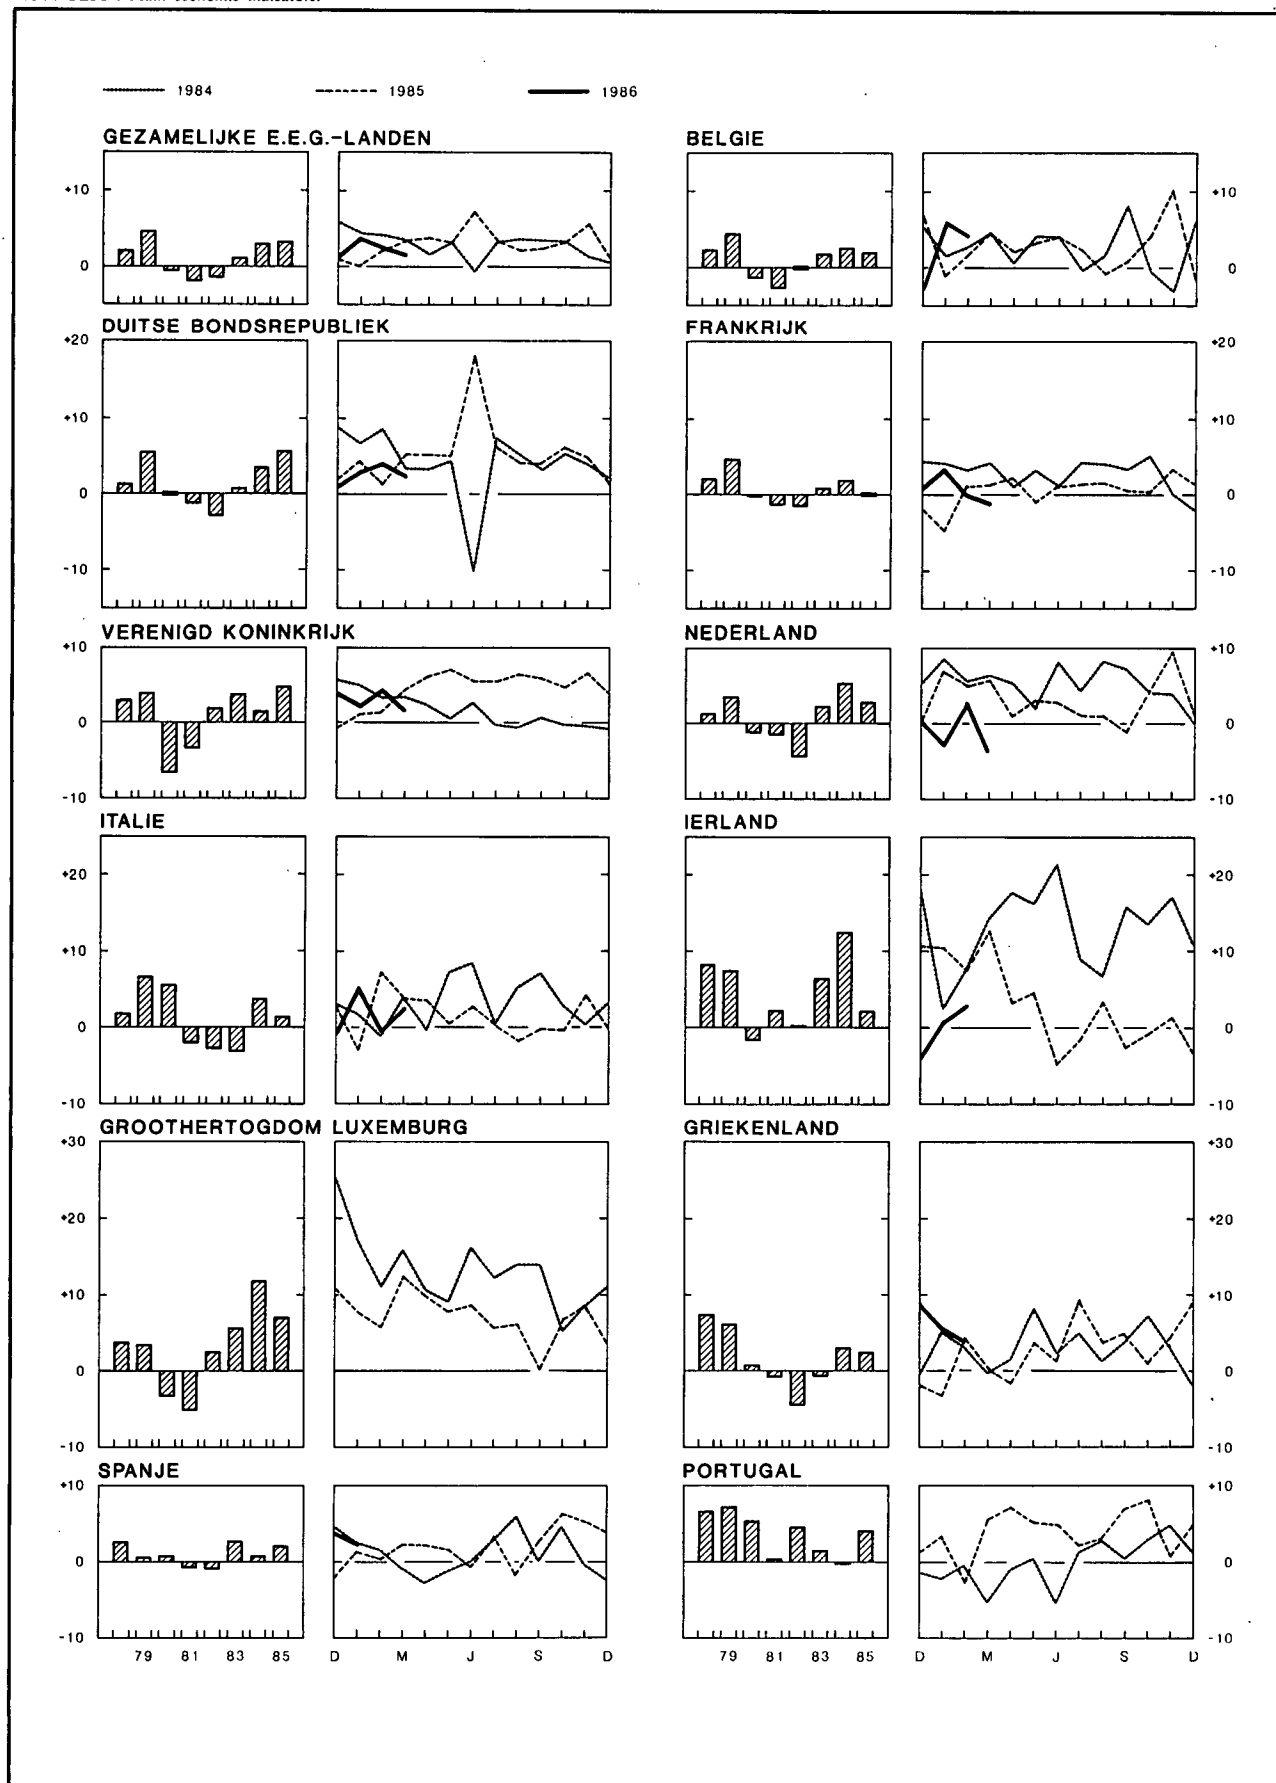 1984 1985 1986
GEZAMELIJKE E.E.G.-LANDEN BELGIE
+10 +10
0 0
DUITSE BONDSREPUBLIEK FRANKRIJK
+20 +20
+10 +10
0 0
-10 -10
VERENIGD KONINKRIJK NEDERLAND
+10 +10
0 0
-10 -10
ITALIE IERLAND
+20 +20
+10 +10
0 0
-10 -10
GROOTHERTOGDOM LUXEMBURG GRIEKENLAND
+30 +30
+20 +20
+10 +10
0 0
-10 -10
SPANJE PORTUGAL
+10 +10
0 0
-10 -10
79 81 83 85 D M J S D 79 81 83 85 D M J S D